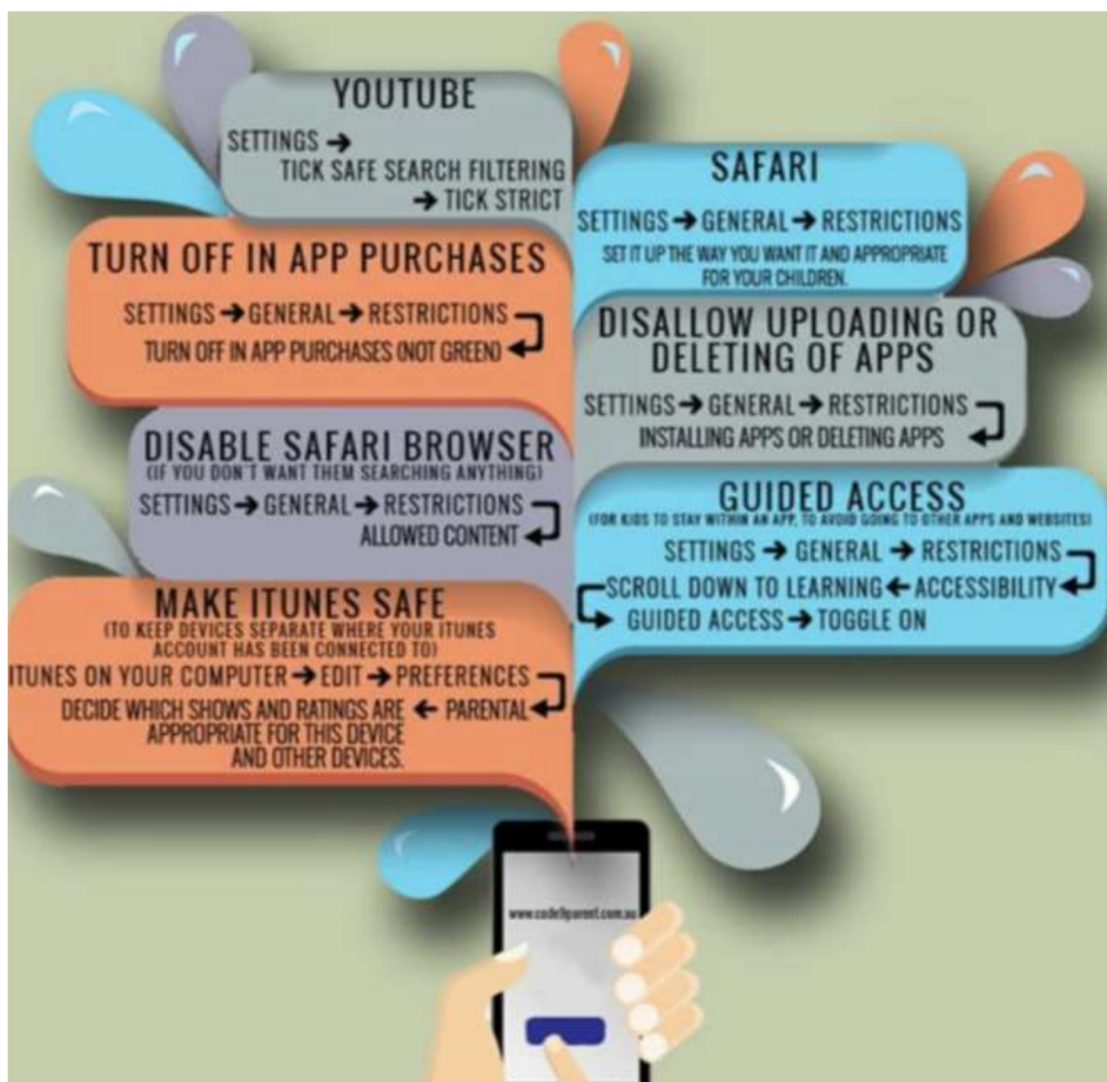 YOUTUBE
SETTINGS →
TICK SAFE SEARCH FILTERING
→ TICK STRICT
SAFARI
SETTINGS → GENERAL → RESTRICTIONS
SET IT UP THE WAY YOU WANT IT AND APPROPRIATE
FOR YOUR CHILDREN.
TURN OFF IN APP PURCHASES
SETTINGS → GENERAL → RESTRICTIONS
TURN OFF IN APP PURCHASES (NOT GREEN)
DISALLOW UPLOADING OR
DELETING OF APPS
SETTINGS → GENERAL → RESTRICTIONS
INSTALLING APPS OR DELETING APPS
DISABLE SAFARI BROWSER
(IF YOU DON'T WANT THEM SEARCHING ANYTHING)
SETTINGS → GENERAL → RESTRICTIONS
ALLOWED CONTENT
GUIDED ACCESS
(FOR KIDS TO STAY WITHIN AN APP, TO AVOID GOING TO OTHER APPS AND WEBSITES)
SETTINGS → GENERAL → RESTRICTIONS
SCROLL DOWN TO LEARNING ← ACCESSIBILITY
GUIDED ACCESS → TOGGLE ON
MAKE ITUNES SAFE
(TO KEEP DEVICES SEPARATE WHERE YOUR ITUNES
ACCOUNT HAS BEEN CONNECTED TO)
ITUNES ON YOUR COMPUTER → EDIT → PREFERENCES
DECIDE WHICH SHOWS AND RATINGS ARE ← PARENTAL
APPROPRIATE FOR THIS DEVICE
AND OTHER DEVICES.